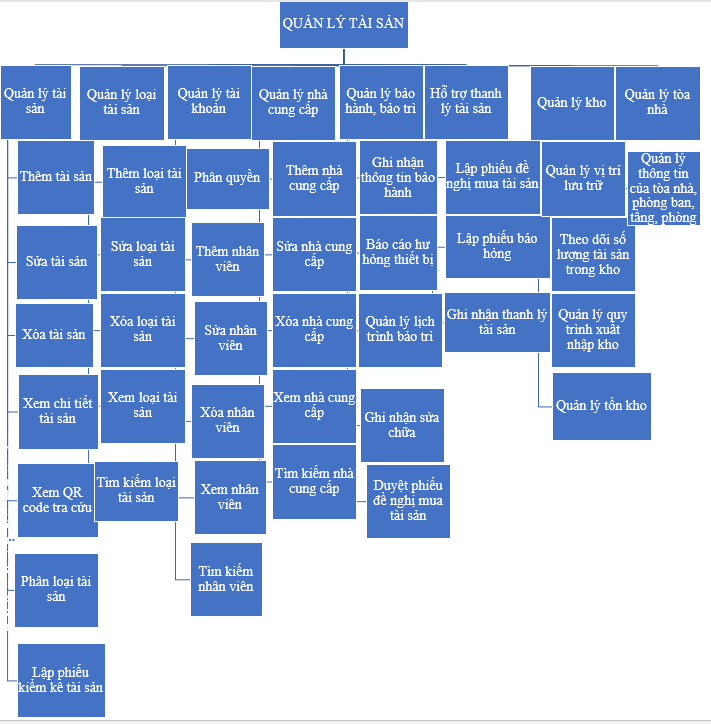 QUẢN LÝ TÀI SẢN
Quản lý tài
sản
Quản lý loại
tài sản
Quản lý tài
khoản
Quản lý nhà
cung cấp
Quản lý bảo
hành, bảo trì
Hỗ trợ thanh
lý tài sản
Quản lý kho
Quản lý tòa
nhà
Thêm tài sản
Sửa tài sản
Xóa tài sản
Xem chi tiết
tài sản
Xem QR
code tra cứu
Phân loại tài
sản
Lập phiếu
kiểm kê tài sản
Thêm loại tài
sản
Sửa loại tài
sản
Xóa loại tài
sản
Xem loại tài
sản
Tìm kiếm loại
tài sản
Phân quyền
Thêm nhân
viên
Sửa nhân
viên
Xóa nhân
viên
Xem nhân
viên
Tìm kiếm
nhân viên
Thêm nhà
cung cấp
Sửa nhà cung
cấp
Xóa nhà cung
cấp
Xem nhà cung
cấp
Tìm kiếm nhà
cung cấp
Ghi nhận
thông tin bảo
hành
Báo cáo hư
hỏng thiết bị
Quản lý lịch
trình bảo trì
Ghi nhận sửa
chữa
Duyệt phiếu
đề nghị mua
tài sản
Lập phiếu đề
nghị mua tài sản
Lập phiếu báo
hỏng
Ghi nhận thanh lý
tài sản
Quản lý vị trí
lưu trữ
Theo dõi số
lượng tài sản
trong kho
Quản lý quy
trình xuất
nhập kho
Quản lý tồn kho
Quản lý
thông tin
của tòa nhà,
phòng ban,
tầng, phòng